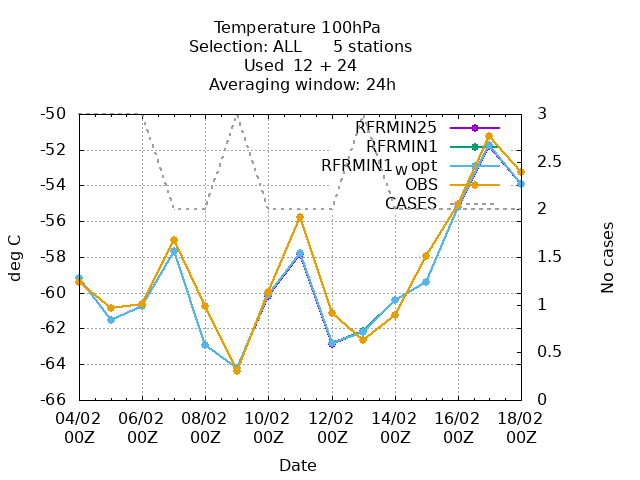 Temperature 100hPa
Selection: ALL 5 stations
Used 12 + 24
Averaging window: 24h
-50 3
RFRMIN25
RFRMIN1
-52
2.5
RFRMIN1w opt
-54
OBS
CASES
2
-56
-58
1.5
deg C
No cases
-60
1
-62
0.5
-64
-66 0
04/02 06/02 08/02 10/02 12/02 14/02 16/02 18/02
00Z 00Z 00Z 00Z 00Z 00Z 00Z 00Z
Date